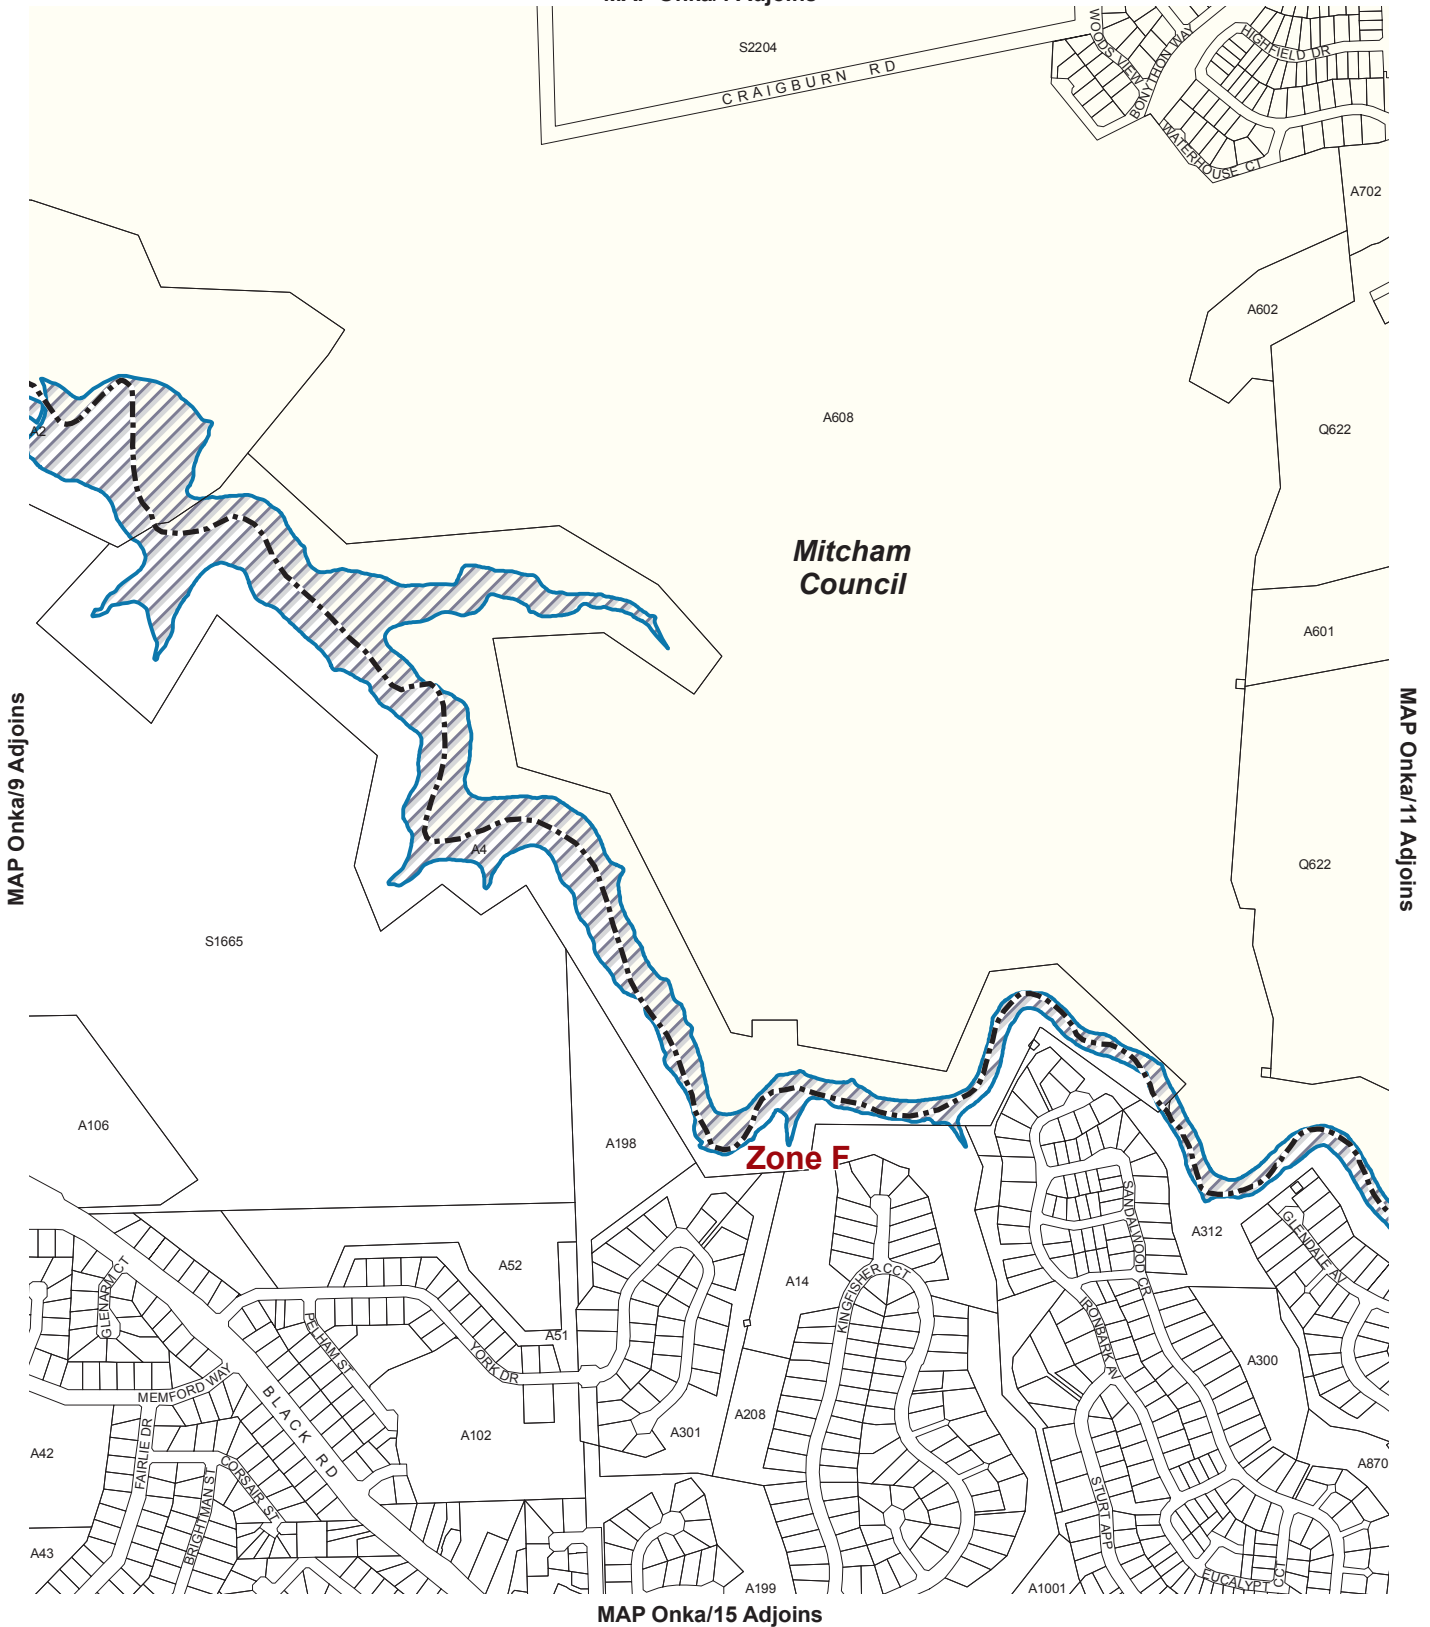 S2204
CRAIGBURN RD
WOODS VIEW
BONYTHON WAY
HIGHFIELD DR
WATERHOUSE CT
A702
A602
A608
Q622
A2
Mitcham
Council
A601
MAP Onka/9 Adjoins
MAP Onka/11 Adjoins
A4
Q622
S1665
A106
A198
Zone F
SANDALWOOD CR
A312
GLENDALE AV
A52
A14
KINGFISHER CCT
GLENARM CT
PELHAM ST
A51
YORK DR
IRONBARK AV
A300
MEMFORD WAY
BLACK RD
A208
A301
A102
A42
FAIRLIE DR
CORSAIR ST
BRIGHTMAN ST
A870
STURT APP
A43
EUCALYPT CCT
A199
A1001
MAP Onka/15 Adjoins